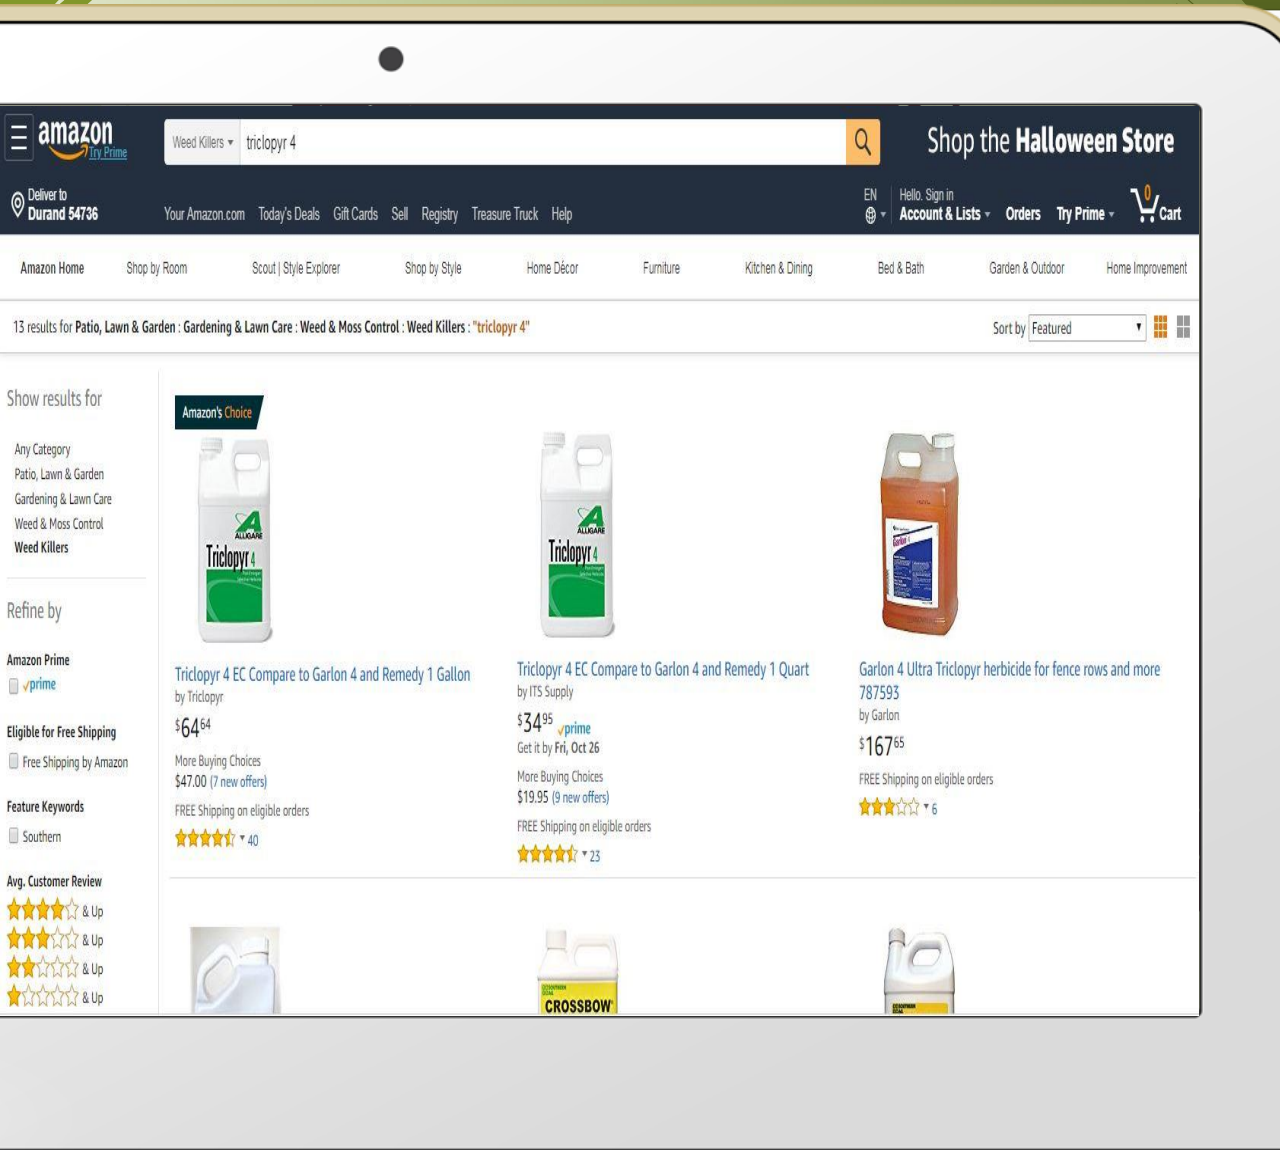 amazon
Try Prime
Weed Killers
triclopyr 4
Shop the Halloween Store
Deliver to
Durand 54736
Your Amazon.com Today's Deals Gift Cards Sell Registry Treasure Truck Help
EN
Hello. Sign in
Account & Lists Orders Try Prime 0 Cart
Amazon Home Shop by Room Scout | Style Explorer Shop by Style Home Décor Furniture Kitchen & Dining Bed & Bath Garden & Outdoor Home Improvement
13 results for Patio, Lawn & Garden : Gardening & Lawn Care : Weed & Moss Control : Weed Killers : "triclopyr 4"
Sort by Featured
Show results for
Any Category
Patio, Lawn & Garden
Gardening & Lawn Care
Weed & Moss Control
Weed Killers
Refine by
Amazon Prime
prime
Eligible for Free Shipping
Free Shipping by Amazon
Feature Keywords
Southern
Avg. Customer Review
& Up
& Up
& Up
& Up
Amazon's Choice
ALLIGARE
Triclopyr 4
Triclopyr 4 EC Compare to Garlon 4 and Remedy 1 Gallon
by Triclopyr
$64 64
More Buying Choices
$47.00 (7 new offers)
FREE Shipping on eligible orders
40
ALLIGARE
Triclopyr 4
Triclopyr 4 EC Compare to Garlon 4 and Remedy 1 Quart
by ITS Supply
$34 95 prime
Get it by Fri, Oct 26
More Buying Choices
$19.95 (9 new offers)
FREE Shipping on eligible orders
23
Garlon 4
Garlon 4 Ultra Triclopyr herbicide for fence rows and more
787593
by Garlon
$167 65
FREE Shipping on eligible orders
6
CROSSBOW